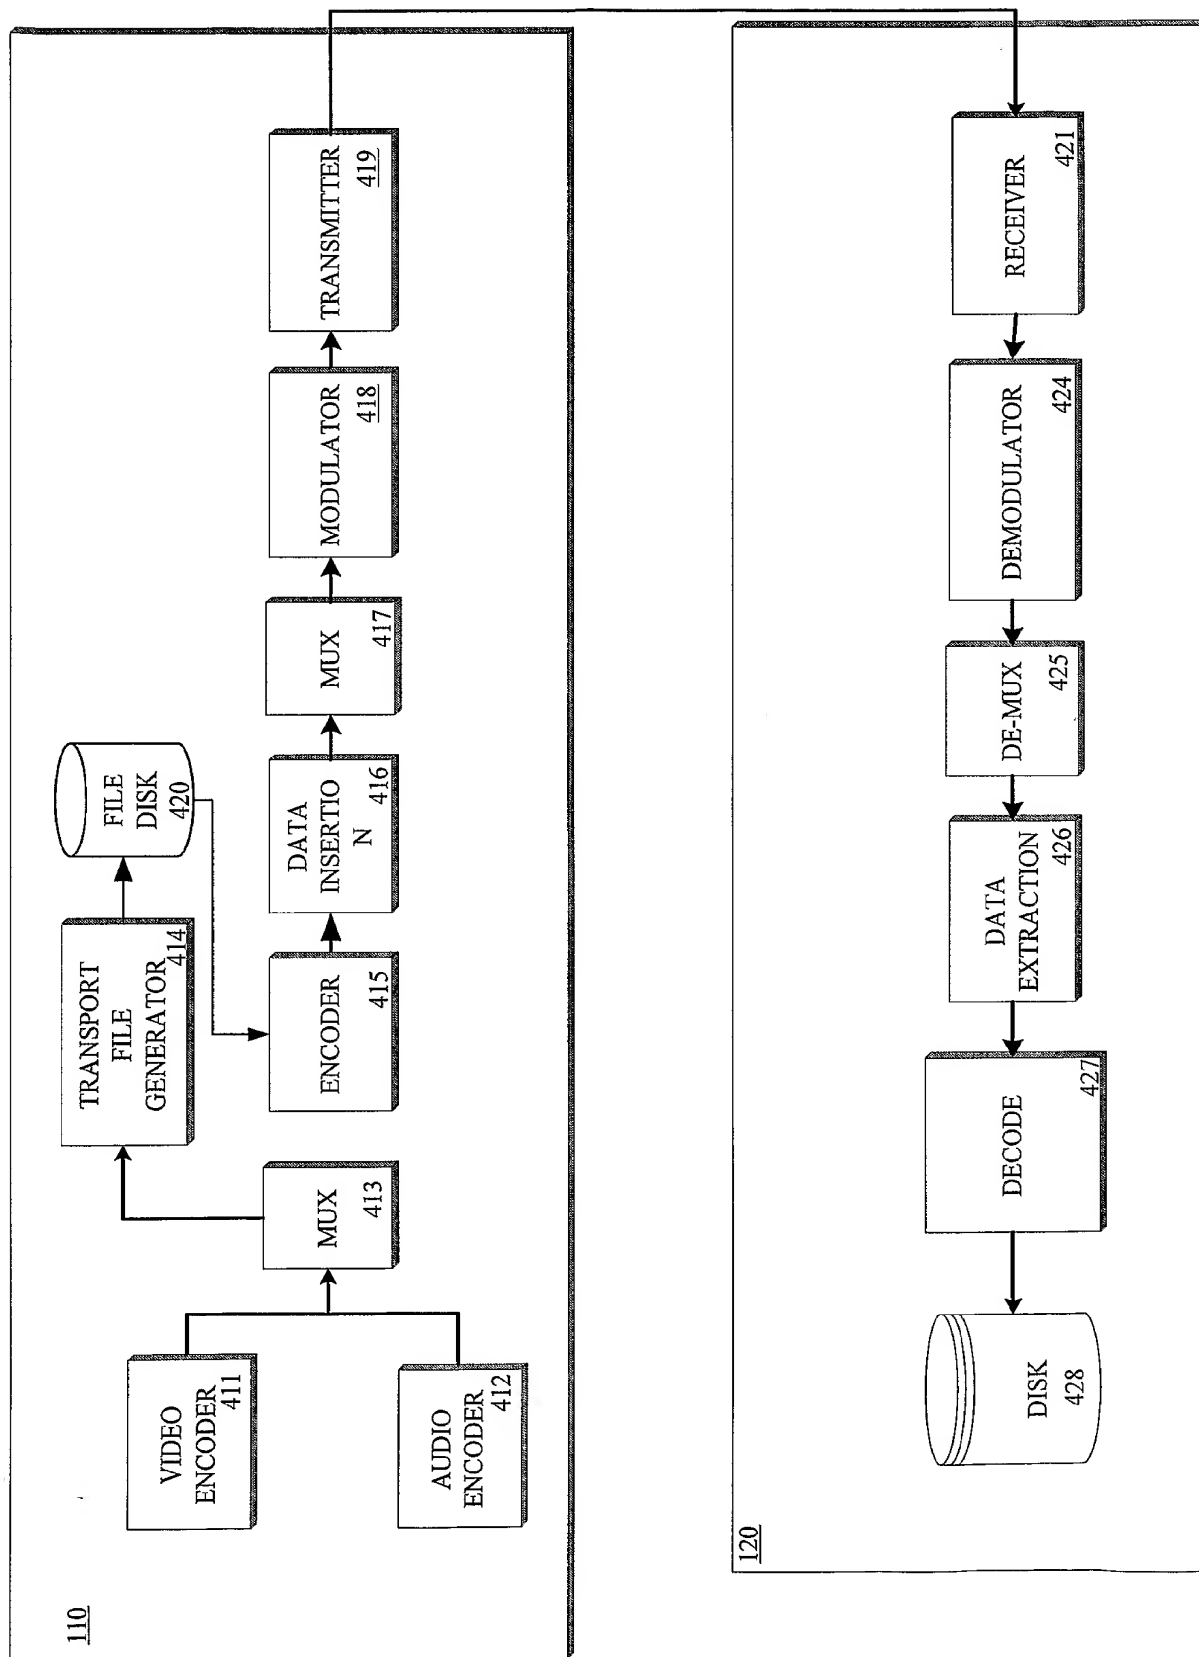 110
VIDEO
ENCODER
411
AUDIO
ENCODER
412
MUX
413
TRANSPORT
FILE
GENERATOR
414
FILE
DISK
420
ENCODER
415
DATA
INSERTIO
N
416
MUX
417
MODULATOR
418
TRANSMITTER
419
120
RECEIVER
421
DEMODULATOR
424
DE-MUX
425
DATA
EXTRACTION
426
DECODE
427
DISK
428